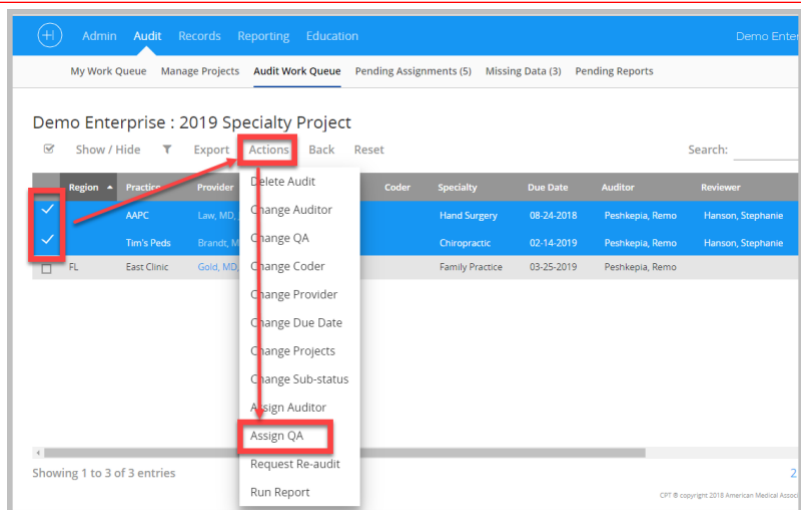 H Admin Audit Records Reporting Education Demo Enter
My Work Queue Manage Projects Audit Work Queue Pending Assignments (5) Missing Data (3) Pending Reports
Demo Enterprise : 2019 Specialty Project
Show / Hide Export Actions Back Reset Search:
Region Practice Provider Coder Specialty Due Date Auditor Reviewer
AAPC Law, MD, Hand Surgery 08-24-2018 Peshkepia, Remo Hanson, Stephanie
Tim's Peds Brandt, M Chiropractic 02-14-2019 Peshkepia, Remo Hanson, Stephanie
FL East Clinic Gold, MD, Family Practice 03-25-2019 Peshkepia, Remo
Delete Audit
Change Auditor
Change QA
Change Coder
Change Provider
Change Due Date
Change Projects
Change Sub-status
Assign Auditor
Assign QA
Request Re-audit
Run Report
Showing 1 to 3 of 3 entries 2
CPT ® copyright 2018 American Medical Assoc